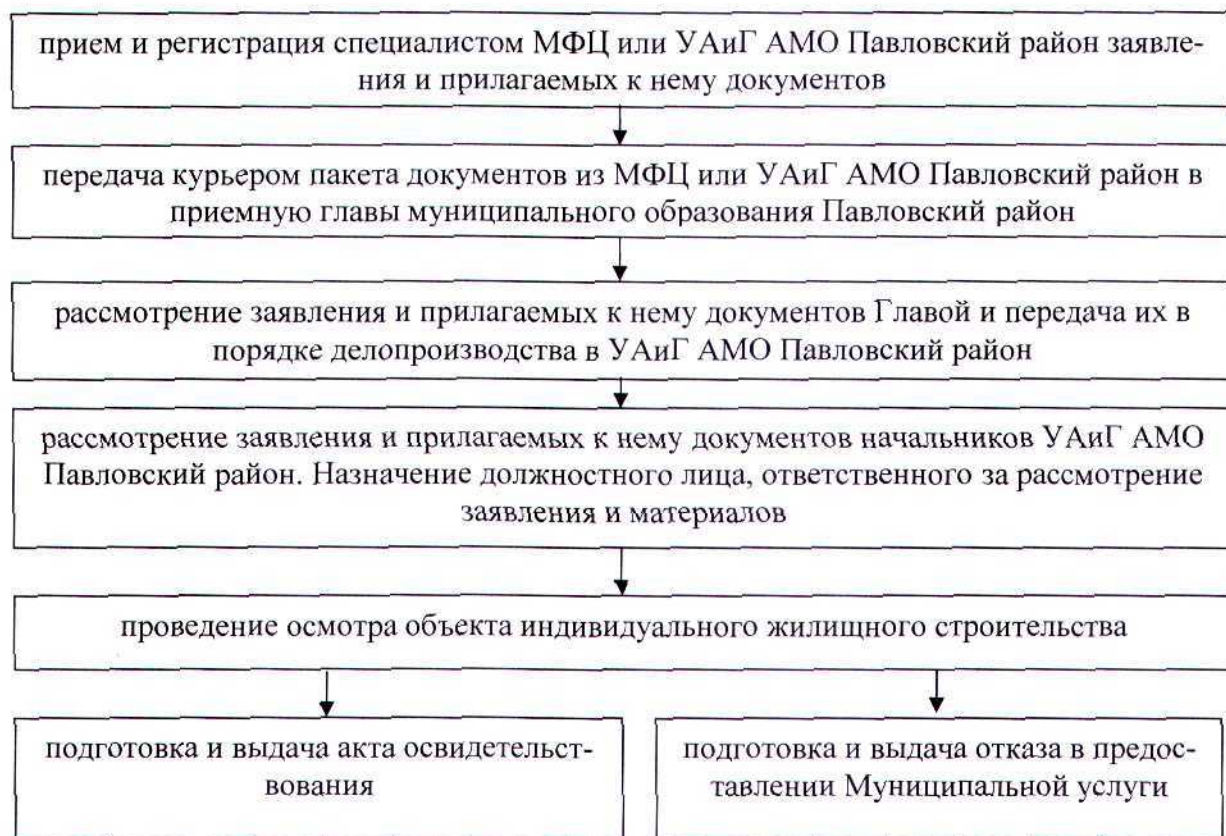 прием и регистрация специалистом МФЦ или УАиГ АМО Павловский район заявле-
ния и прилагаемых к нему документов
передача курьером пакета документов из МФЦ или УАиГ АМО Павловский район в
приемную главы муниципального образования Павловский район
рассмотрение заявления и прилагаемых к нему документов Главой и передача их в
порядке делопроизводства в УАиГ АМО Павловский район
рассмотрение заявления и прилагаемых к нему документов начальников УАиГ АМО
Павловский район. Назначение должностного лица, ответственного за рассмотрение
заявления и материалов
проведение осмотра объекта индивидуального жилищного строительства
подготовка и выдача акта освидетельст-
вования
подготовка и выдача отказа в предос-
тавлении Муниципальной услуги